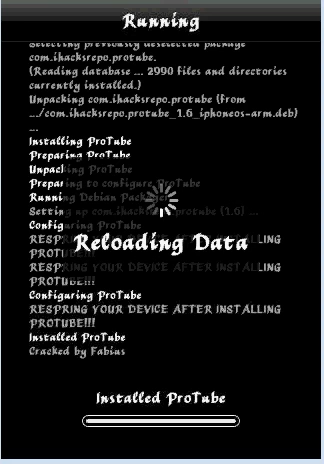 Running
Selecting previously deselected package
com.ihacksrepo.protube.
(Reading database ... 2990 files and directories
currently installed.)
Unpacking com.ihacksrepo.protube (from
.../com.ihacksrepo.protube_1.6_iphoneos-arm.deb)
...
Installing ProTube
Preparing ProTube
Unpacking ProTube
Preparing to configure ProTube
Running Debian Packager
Setting up com.ihacksrepo.protube (1.6) ...
Configuring ProTube
RESPRING YOUR DEVICE AFTER INSTALLING
PROTUBE!!!
RESPRING YOUR DEVICE AFTER INSTALLING
PROTUBE!!!
Configuring ProTube
RESPRING YOUR DEVICE AFTER INSTALLING
PROTUBE!!!
Installed ProTube
Cracked by Fabius
Reloading Data
Installed ProTube